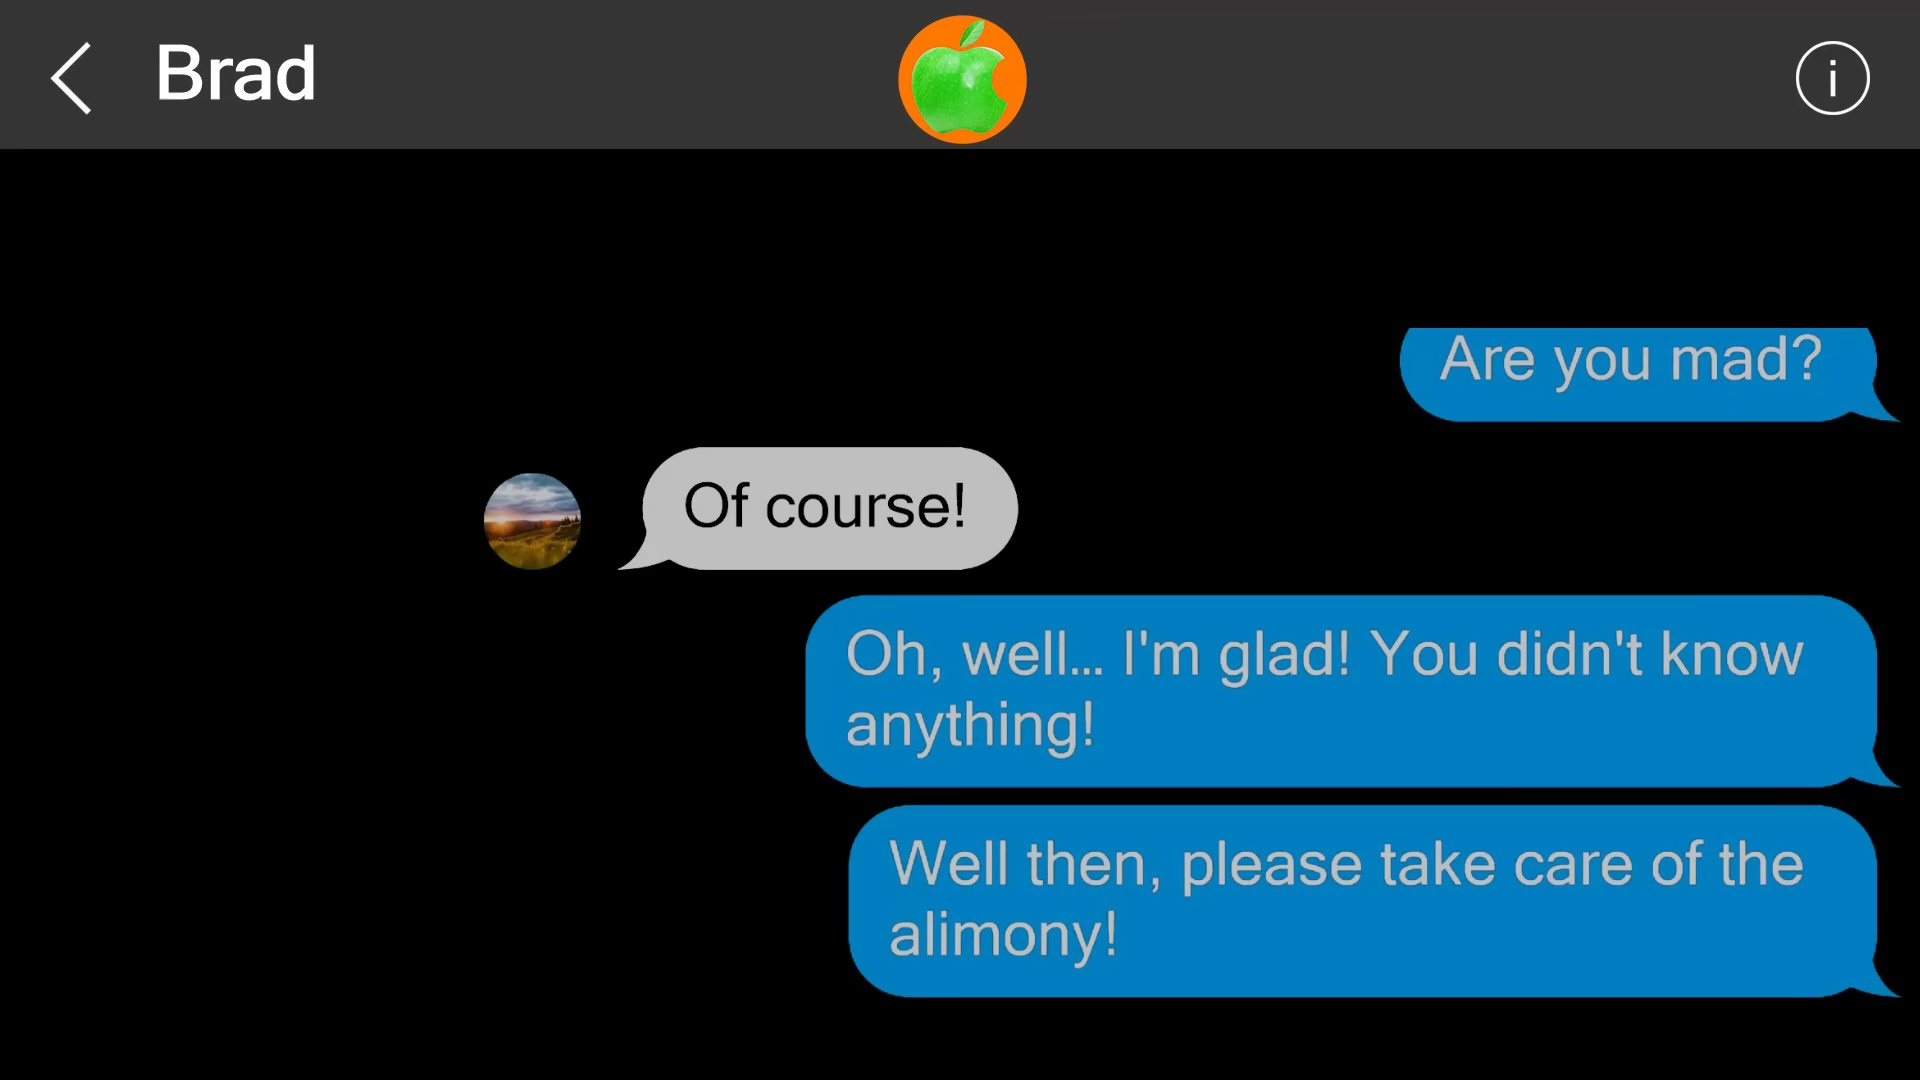 Brad
i
Are you mad?
Of course!
Oh, well... I'm glad! You didn't know
anything!
Well then, please take care of the
alimony!